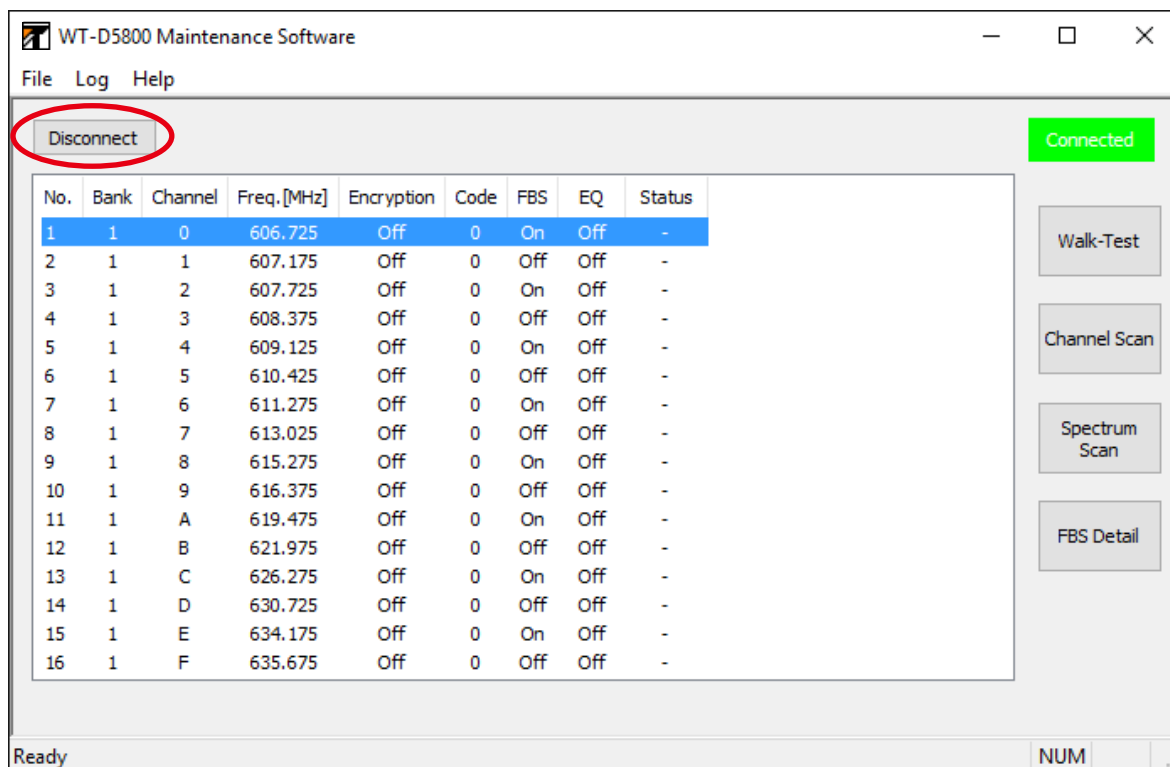 WT-D5800 Maintenance Software
File Log Help
Disconnect
Connected
No. Bank Channel Freq.[MHz] Encryption Code FBS EQ Status
1 1 0 606.725 Off 0 On Off -
2 1 1 607.175 Off 0 Off Off -
3 1 2 607.725 Off 0 On Off -
4 1 3 608.375 Off 0 Off Off -
5 1 4 609.125 Off 0 On Off -
6 1 5 610.425 Off 0 Off Off -
7 1 6 611.275 Off 0 On Off -
8 1 7 613.025 Off 0 Off Off -
9 1 8 615.275 Off 0 On Off -
10 1 9 616.375 Off 0 Off Off -
11 1 A 619.475 Off 0 On Off -
12 1 B 621.975 Off 0 Off Off -
13 1 C 626.275 Off 0 On Off -
14 1 D 630.725 Off 0 Off Off -
15 1 E 634.175 Off 0 On Off -
16 1 F 635.675 Off 0 Off Off -
Walk-Test
Channel Scan
Spectrum
Scan
FBS Detail
Ready
NUM